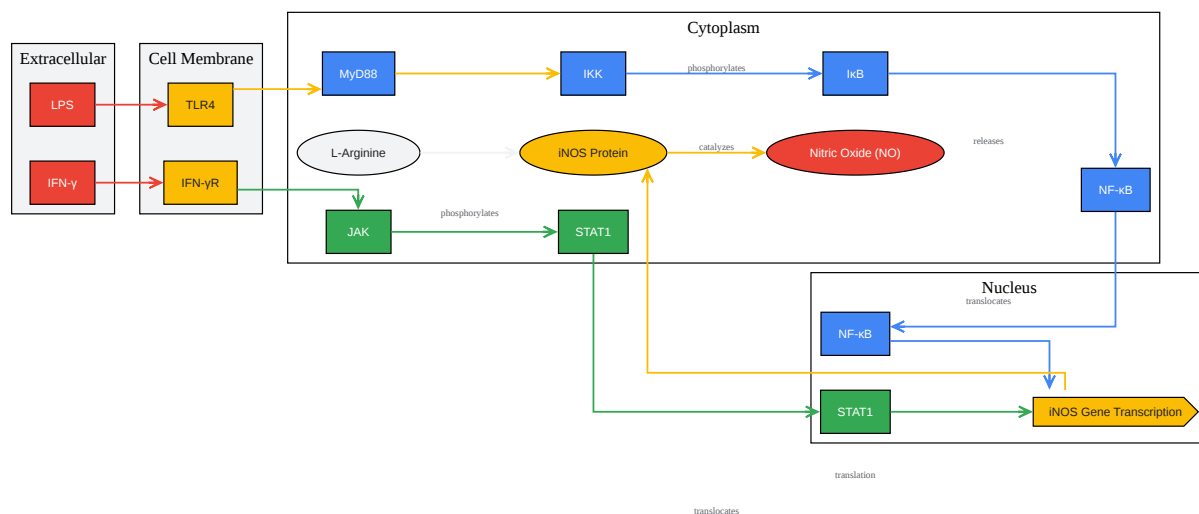 Cytoplasm
Extracellular
Cell Membrane
MyD88
IKK
phosphorylates
IκB
LPS
TLR4
L-Arginine
iNOS Protein
catalyzes
Nitric Oxide (NO)
releases
IFN-γ
IFN-γR
NF-κB
JAK
phosphorylates
STAT1
Nucleus
translocates
NF-κB
STAT1
iNOS Gene Transcription
translation
translocates